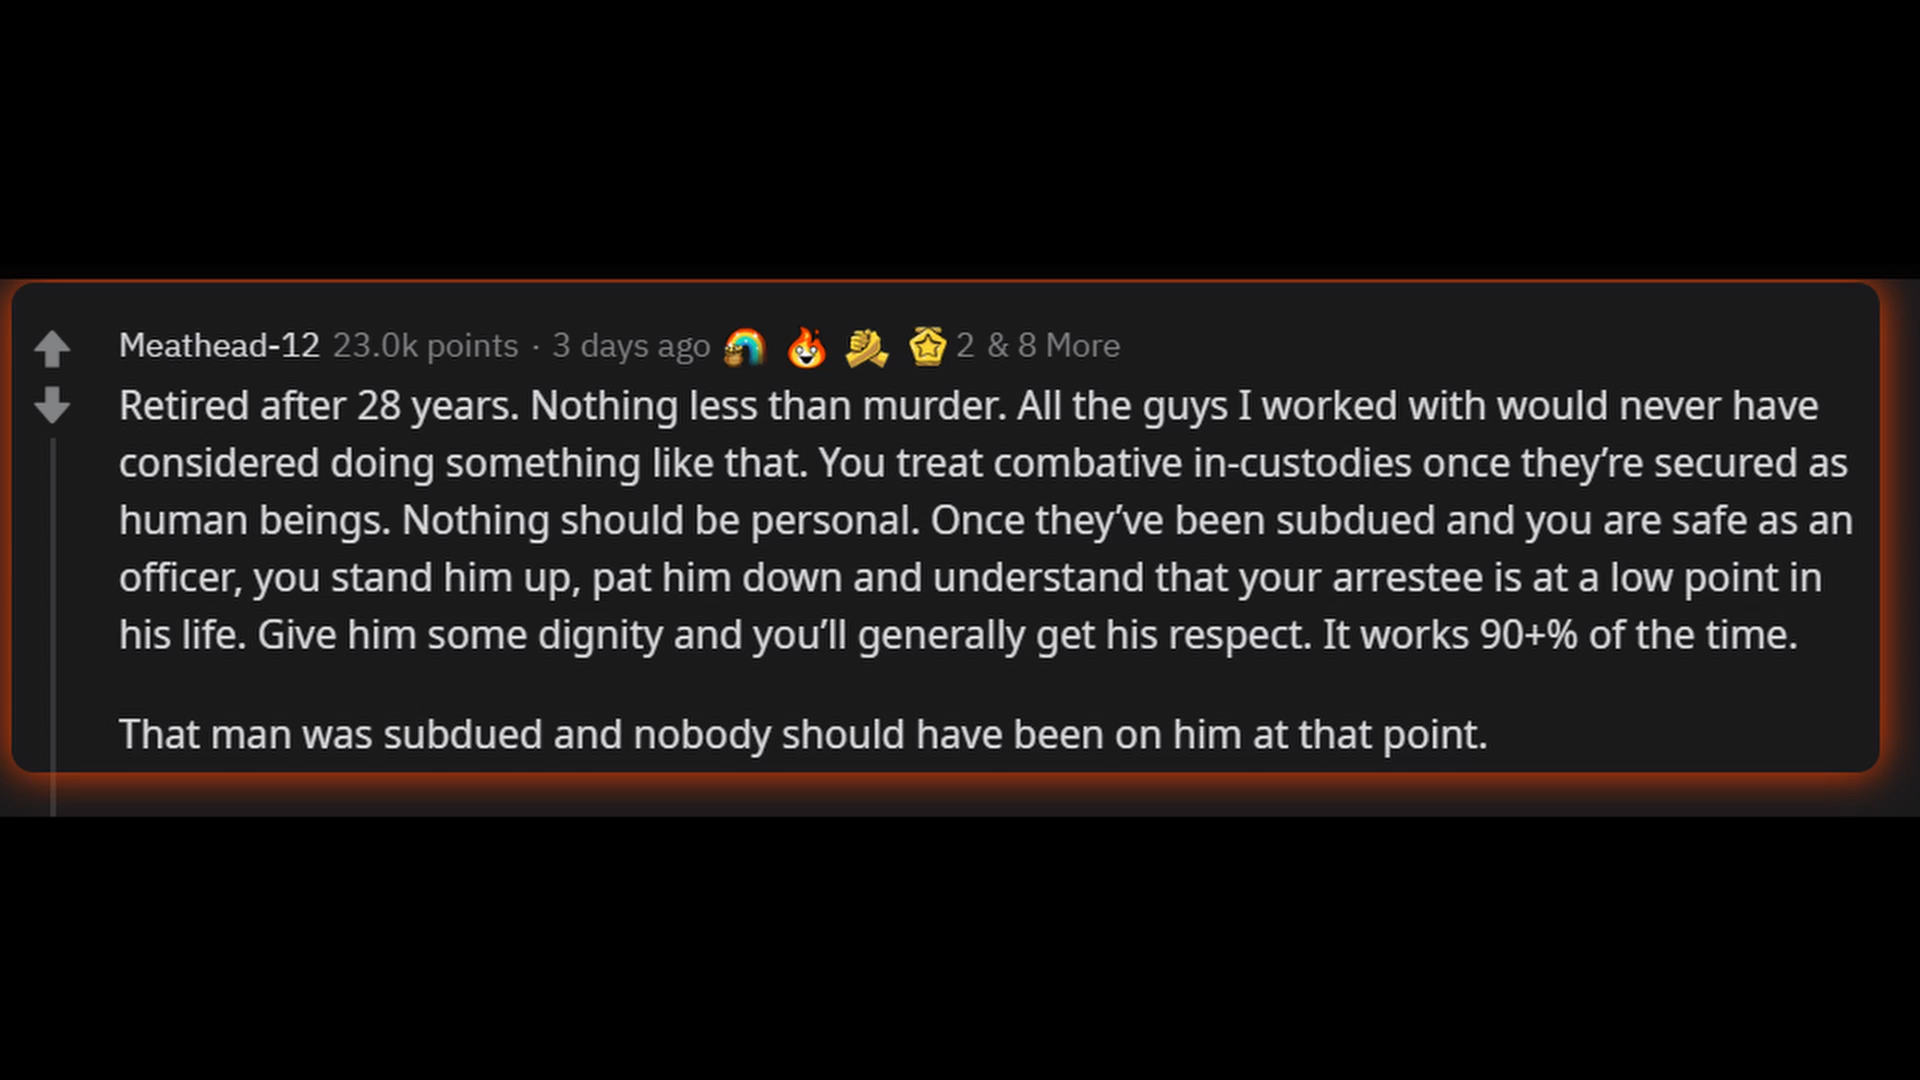 Meathead-12 23.0k points · 3 days ago 2 & 8 More
Retired after 28 years. Nothing less than murder. All the guys I worked with would never have
considered doing something like that. You treat combative in-custodies once they’re secured as
human beings. Nothing should be personal. Once they’ve been subdued and you are safe as an
officer, you stand him up, pat him down and understand that your arrestee is at a low point in
his life. Give him some dignity and you’ll generally get his respect. It works 90+% of the time.
That man was subdued and nobody should have been on him at that point.